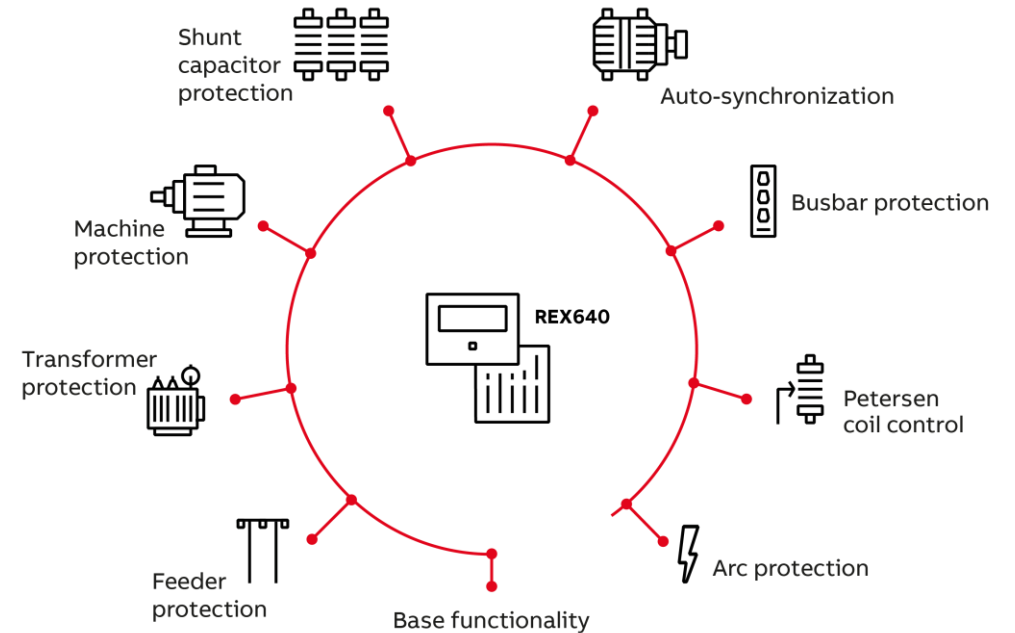 Shunt
capacitor
protection
Auto-synchronization
Machine
protection
Busbar protection
REX640
Transformer
protection
Petersen
coil control
Feeder
protection
Arc protection
Base functionality